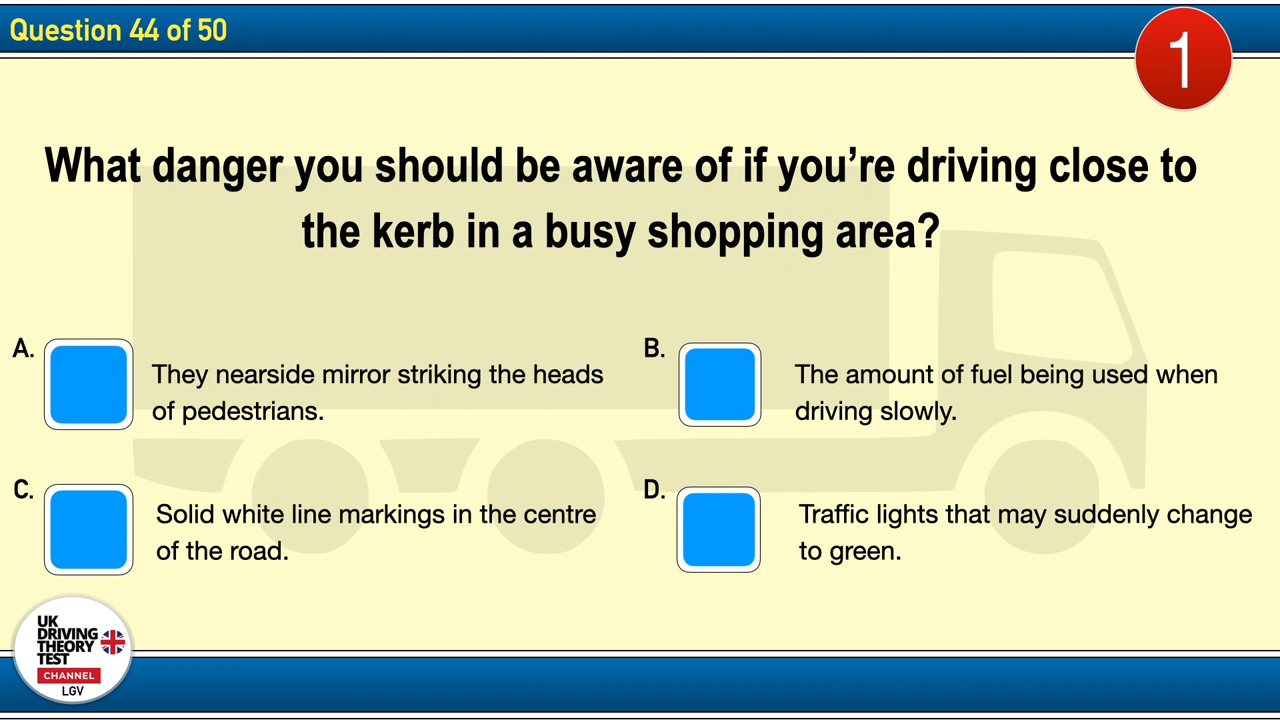 Question 44 of 50
1
What danger you should be aware of if you’re driving close to
the kerb in a busy shopping area?
A.
They nearside mirror striking the heads
of pedestrians.
B.
The amount of fuel being used when
driving slowly.
C.
Solid white line markings in the centre
of the road.
D.
Traffic lights that may suddenly change
to green.
UK
DRIVING
THEORY
TEST
CHANNEL
LGV